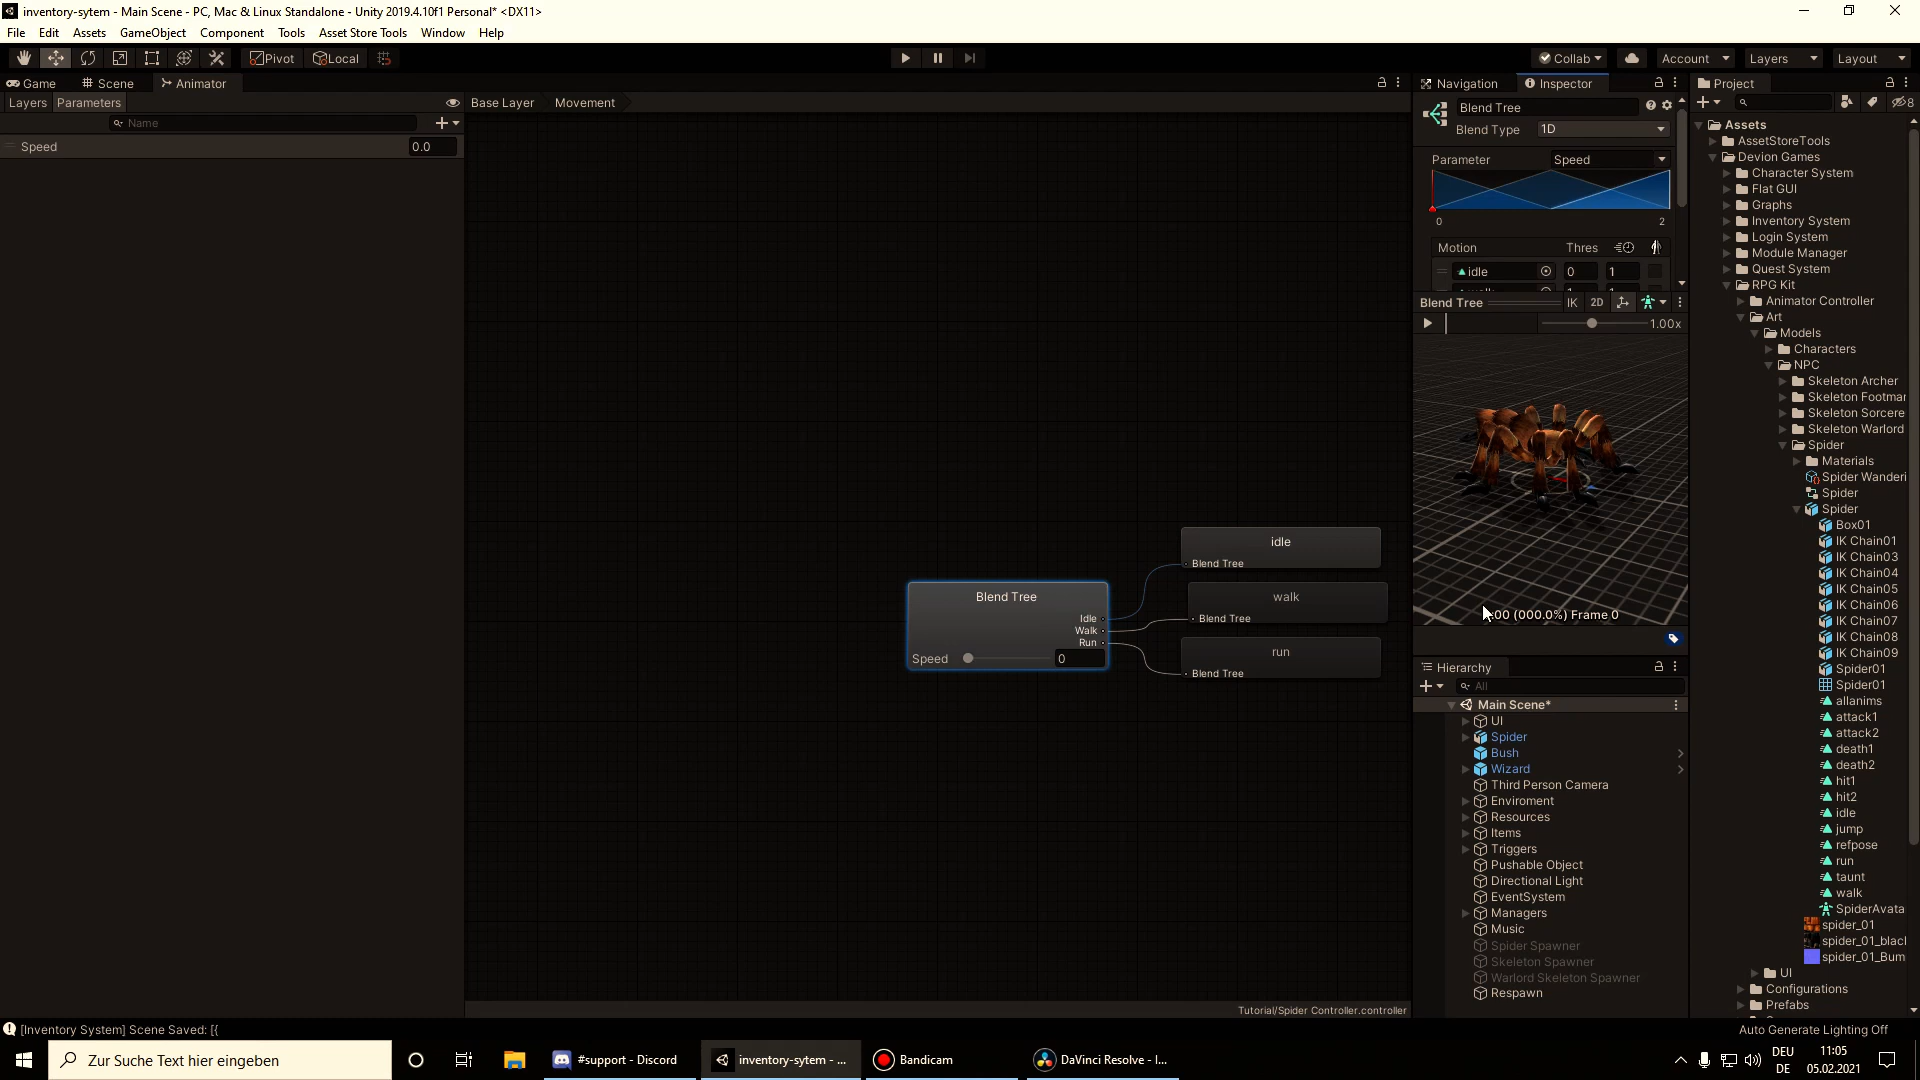 inventory-sytem - Main Scene - PC, Mac & Linux Standalone - Unity 2019.4.10f1 Personal* <DX11>
File Edit Assets GameObject Component Tools Asset Store Tools Window Help
Pivot Local Collab Account Layers Layout
Game Scene Animator
Layers Parameters
Name
Speed 0.0
Base Layer Movement
Blend Tree
Idle
Walk
Run
Speed 0
idle
Blend Tree
walk
Blend Tree
run
Blend Tree
Tutorial/Spider Controller.controller
Navigation Inspector
Blend Tree
Blend Type 1D
Parameter Speed
0 2
Motion Thres
idle 0 1
Blend Tree IK 2D
1.00x
:00 (000.0%) Frame 0
Hierarchy
All
Main Scene*
UI
Spider
Bush
Wizard
Third Person Camera
Enviroment
Resources
Items
Triggers
Pushable Object
Directional Light
EventSystem
Managers
Music
Spider Spawner
Skeleton Spawner
Warlord Skeleton Spawner
Respawn
Project
8
Assets
AssetStoreTools
Devion Games
Character System
Flat GUI
Graphs
Inventory System
Login System
Module Manager
Quest System
RPG Kit
Animator Controller
Art
Models
Characters
NPC
Skeleton Archer
Skeleton Footmar
Skeleton Sorcere
Skeleton Warlord
Spider
Materials
Spider Wanderi
Spider
Spider
Box01
IK Chain01
IK Chain03
IK Chain04
IK Chain05
IK Chain06
IK Chain07
IK Chain08
IK Chain09
Spider01
Spider01
allanims
attack1
attack2
death1
death2
hit1
hit2
idle
jump
refpose
run
taunt
walk
SpiderAvata
spider_01
spider_01_blacl
spider_01_Bum
UI
Configurations
Prefabs
[Inventory System] Scene Saved: [{
Auto Generate Lighting Off
Zur Suche Text hier eingeben
#support - Discord
inventory-sytem - ...
Bandicam
DaVinci Resolve - I...
DEU
DE
11:05
05.02.2021